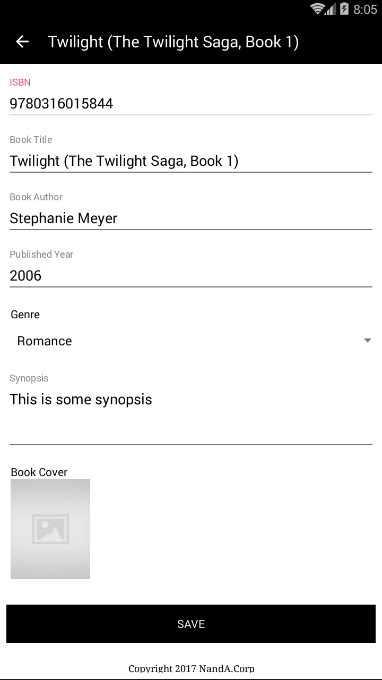 8:05
Twilight (The Twilight Saga, Book 1)
ISBN
9780316015844
Book Title
Twilight (The Twilight Saga, Book 1)
Book Author
Stephanie Meyer
Published Year
2006
Genre
Romance
Synopsis
This is some synopsis
Book Cover
SAVE
Copyright 2017 NandA.Corp